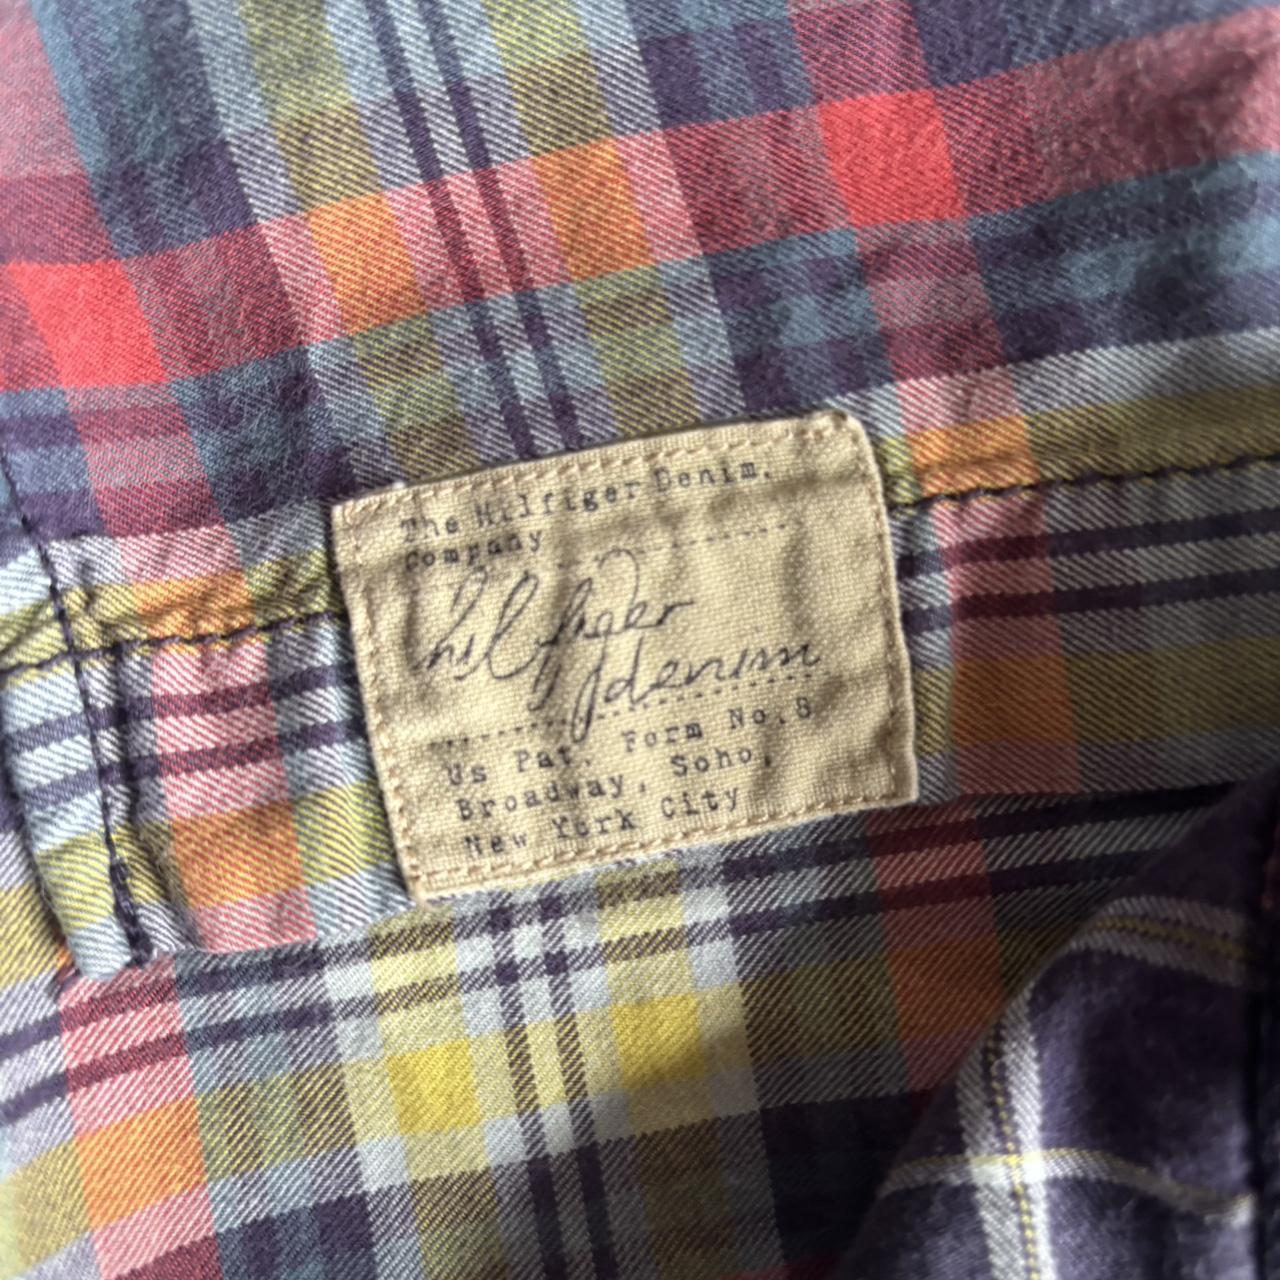 The Hilfiger Denim.
Company
hilfiger
denim
Us Pat. Form No.8
Broadway, Soho,
New York City